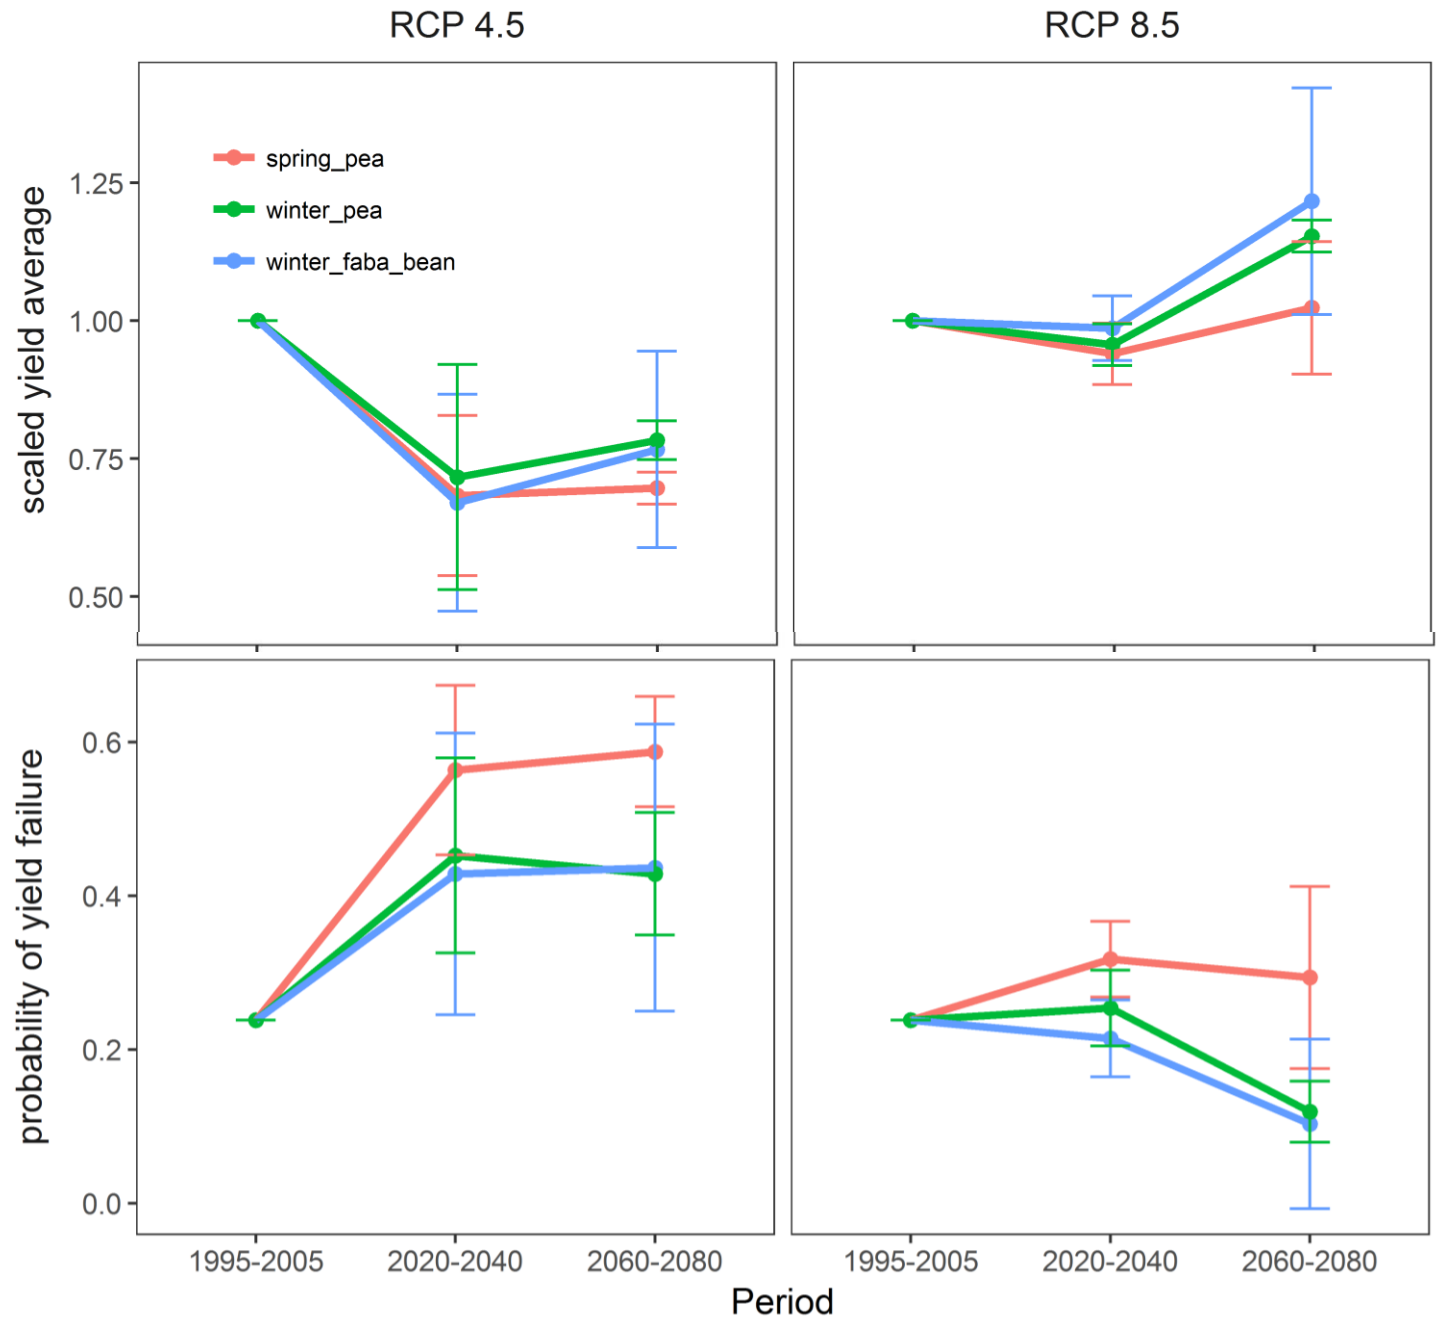 RCP 4.5
RCP 8.5
scaled yield average
1.25
1.00
0.75
0.50
spring_pea
winter_pea
winter_faba_bean
probability of yield failure
0.6
0.4
0.2
0.0
1995-2005
2020-2040
2060-2080
1995-2005
2020-2040
2060-2080
Period